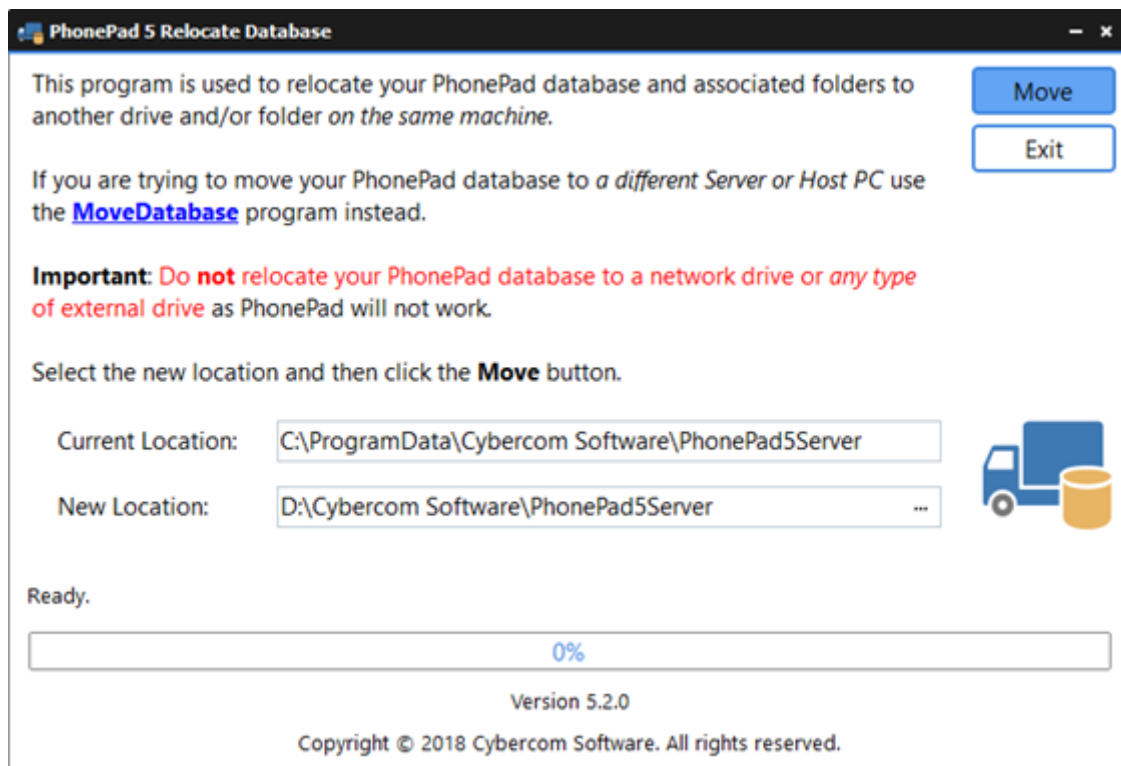 PhonePad 5 Relocate Database
This program is used to relocate your PhonePad database and associated folders to
another drive and/or folder on the same machine.
Move
Exit
If you are trying to move your PhonePad database to a different Server or Host PC use
the MoveDatabase program instead.
Important: Do not relocate your PhonePad database to a network drive or any type
of external drive as PhonePad will not work.
Select the new location and then click the Move button.
Current Location: C:\ProgramData\Cybercom Software\PhonePad5Server
New Location: D:\Cybercom Software\PhonePad5Server ...
Ready.
0%
Version 5.2.0
Copyright © 2018 Cybercom Software. All rights reserved.